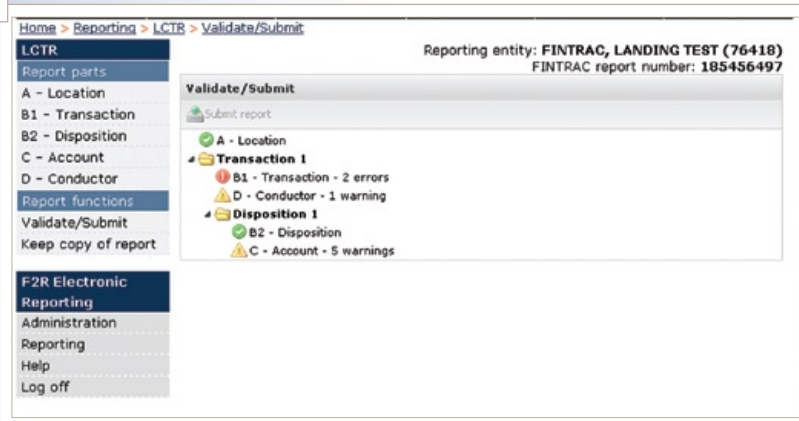 Home > Reporting > LCTR > Validate/Submit
Reporting entity: FINTRAC, LANDING TEST (76418)
FINTRAC report number: 185456497
LCTR
Report parts
A - Location
B1 - Transaction
B2 - Disposition
C - Account
D - Conductor
Report functions
Validate/Submit
Keep copy of report
F2R Electronic
Reporting
Administration
Reporting
Help
Log off
Validate/Submit
Submit report
A - Location
Transaction 1
B1 - Transaction - 2 errors
D - Conductor - 1 warning
Disposition 1
B2 - Disposition
C - Account - 5 warnings